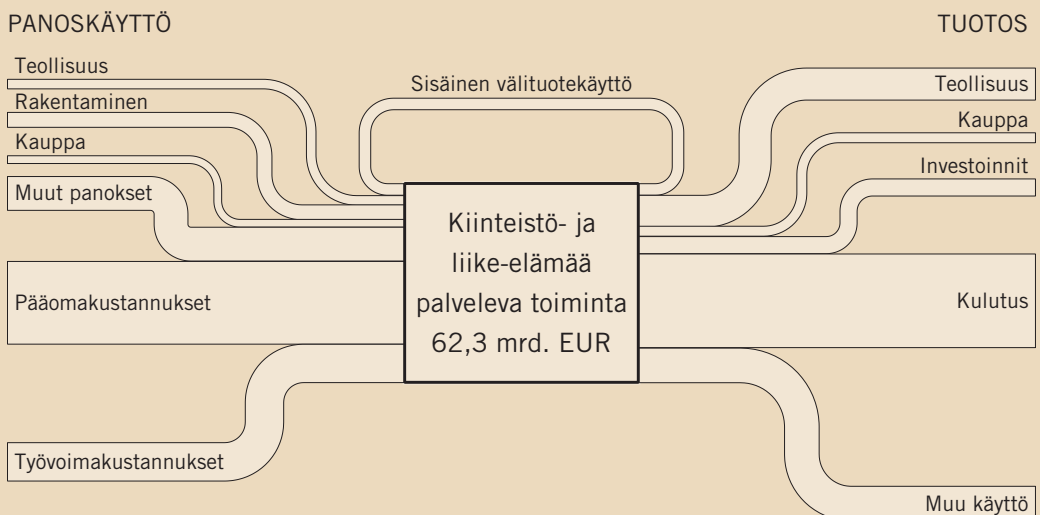 PANOSKÄYTTÖ
TUOTOS
Teollisuus
Rakentaminen
Kauppa
Muut panokset
Pääomakustannukset
Työvoimakustannukset
Sisäinen välituotekäyttö
Kiinteistö- ja
liike-elämää
palveleva toiminta
62,3 mrd. EUR
Teollisuus
Kauppa
Investoinnit
Kulutus
Muu käyttö